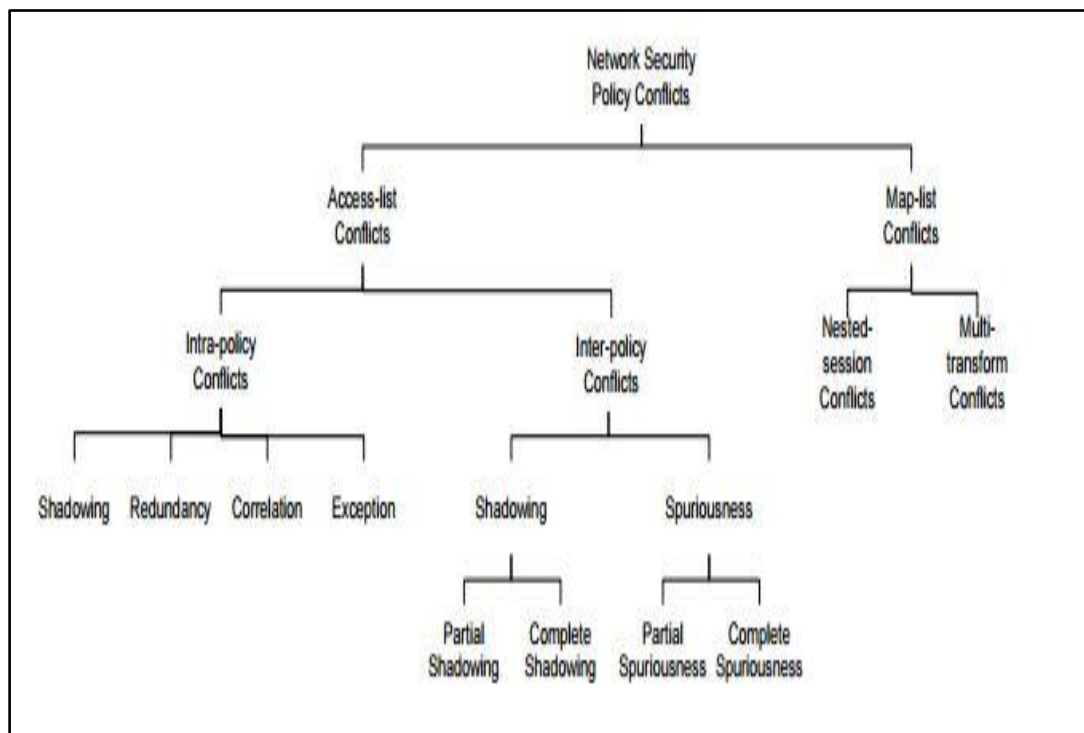 Network Security
Policy Conflicts
Access-list
Conflicts
Map-list
Conflicts
Intra-policy
Conflicts
Inter-policy
Conflicts
Nested-
session
Conflicts
Multi-
transform
Conflicts
Shadowing
Redundancy
Correlation
Exception
Shadowing
Spuriousness
Partial
Shadowing
Complete
Shadowing
Partial
Spuriousness
Complete
Spuriousness